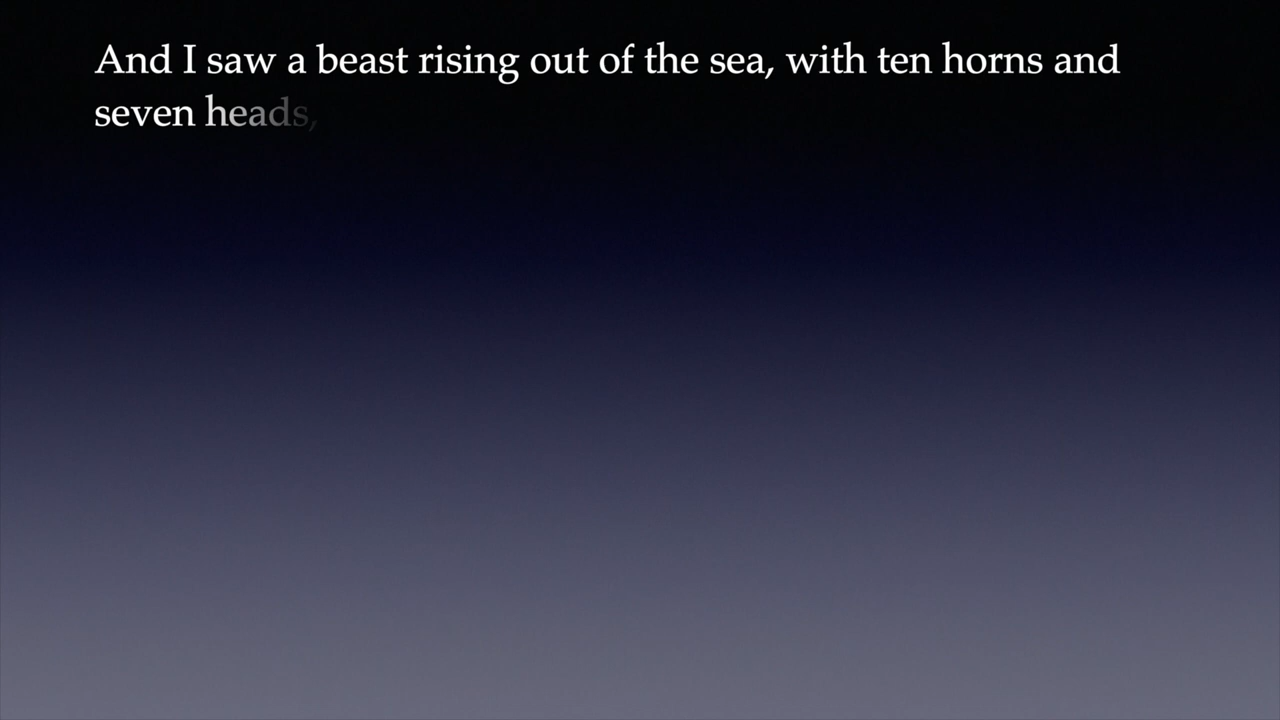 And I saw a beast rising out of the sea, with ten horns and
seven heads,